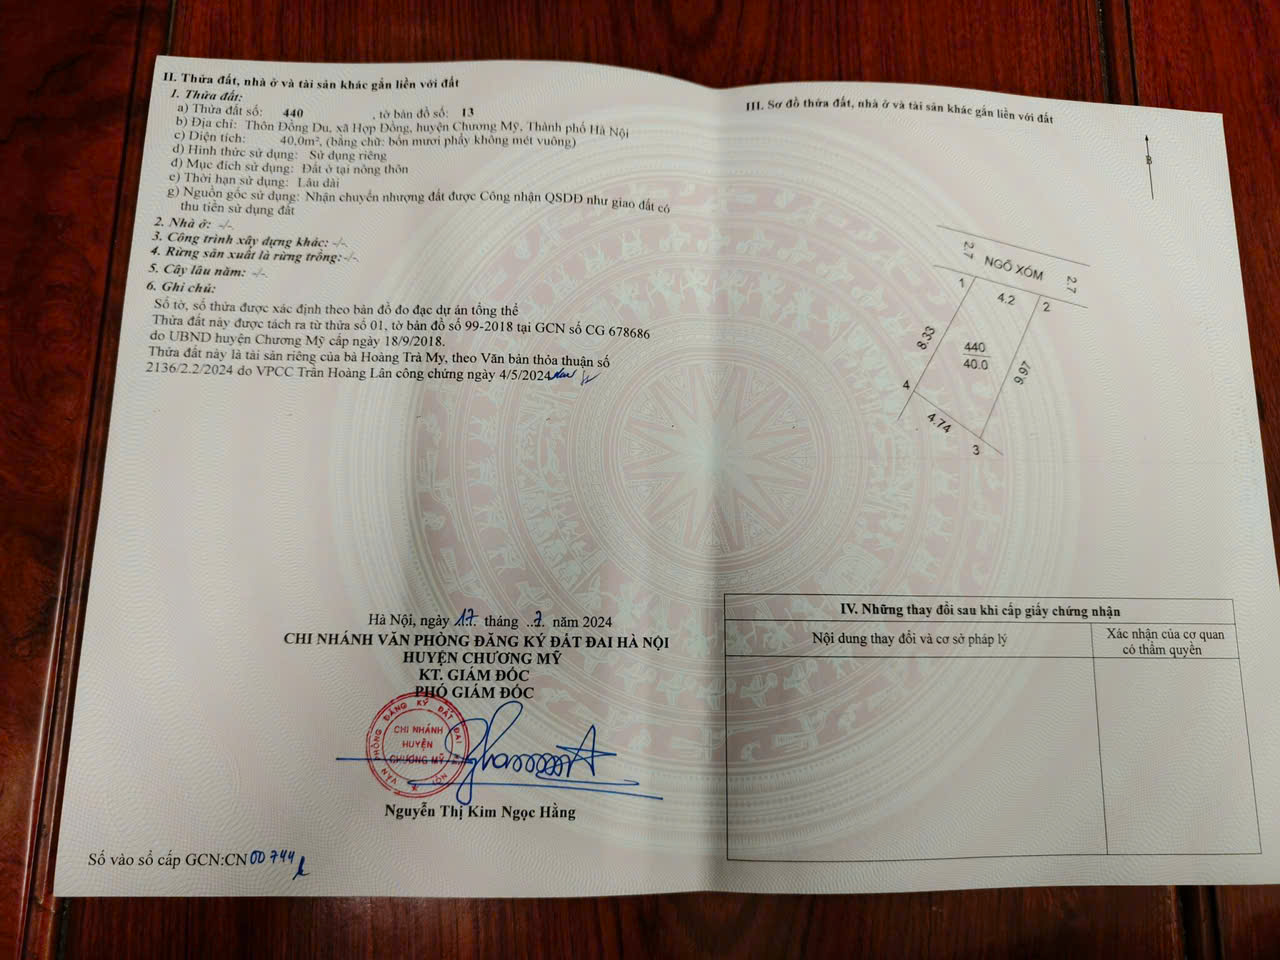 II. Thửa đất, nhà ở và tài sản khác gắn liền với đất
1. Thửa đất:
a) Thửa đất số: 440 , tờ bản đồ số: 13
b) Địa chỉ: Thôn Đồng Du, xã Hợp Đồng, huyện Chương Mỹ, Thành phố Hà Nội
c) Diện tích: 40,0m², (bằng chữ: bốn mươi phẩy không mét vuông)
d) Hình thức sử dụng: Sử dụng riêng
đ) Mục đích sử dụng: Đất ở tại nông thôn
e) Thời hạn sử dụng: Lâu dài
g) Nguồn gốc sử dụng: Nhận chuyển nhượng đất được Công nhận QSDĐ như giao đất có
thu tiền sử dụng đất
2. Nhà ở: -/-
3. Công trình xây dựng khác: -/-
4. Rừng sản xuất là rừng trồng: -/-
5. Cây lâu năm: -/-
6. Ghi chú:
Số tờ, số thửa được xác định theo bản đồ đo đạc dự án tổng thể
Thửa đất này được tách ra từ thửa số 01, tờ bản đồ số 99-2018 tại GCN số CG 678686
do UBND huyện Chương Mỹ cấp ngày 18/9/2018.
Thửa đất này là tài sản riêng của bà Hoàng Trà My, theo Văn bản thỏa thuận số
2136/2.2/2024 do VPCC Trần Hoàng Lân công chứng ngày 4/5/2024
Hà Nội, ngày 17 tháng 7 năm 2024
CHI NHÁNH VĂN PHÒNG ĐĂNG KÝ ĐẤT ĐAI HÀ NỘI
HUYỆN CHƯƠNG MỸ
KT. GIÁM ĐỐC
PHÓ GIÁM ĐỐC
VĂN PHÒNG ĐĂNG KÝ ĐẤT ĐAI HÀ NỘI
CHI NHÁNH
HUYỆN
CHƯƠNG MỸ
Nguyễn Thị Kim Ngọc Hằng
Số vào sổ cấp GCN:CN 00744
III. Sơ đồ thửa đất, nhà ở và tài sản khác gắn liền với đất
B
2.7 NGÕ XÓM 2.7
1 4.2 2
8.33 440 9.97
40.0
4 4.74 3
IV. Những thay đổi sau khi cấp giấy chứng nhận
Nội dung thay đổi và cơ sở pháp lý
Xác nhận của cơ quan
có thẩm quyền